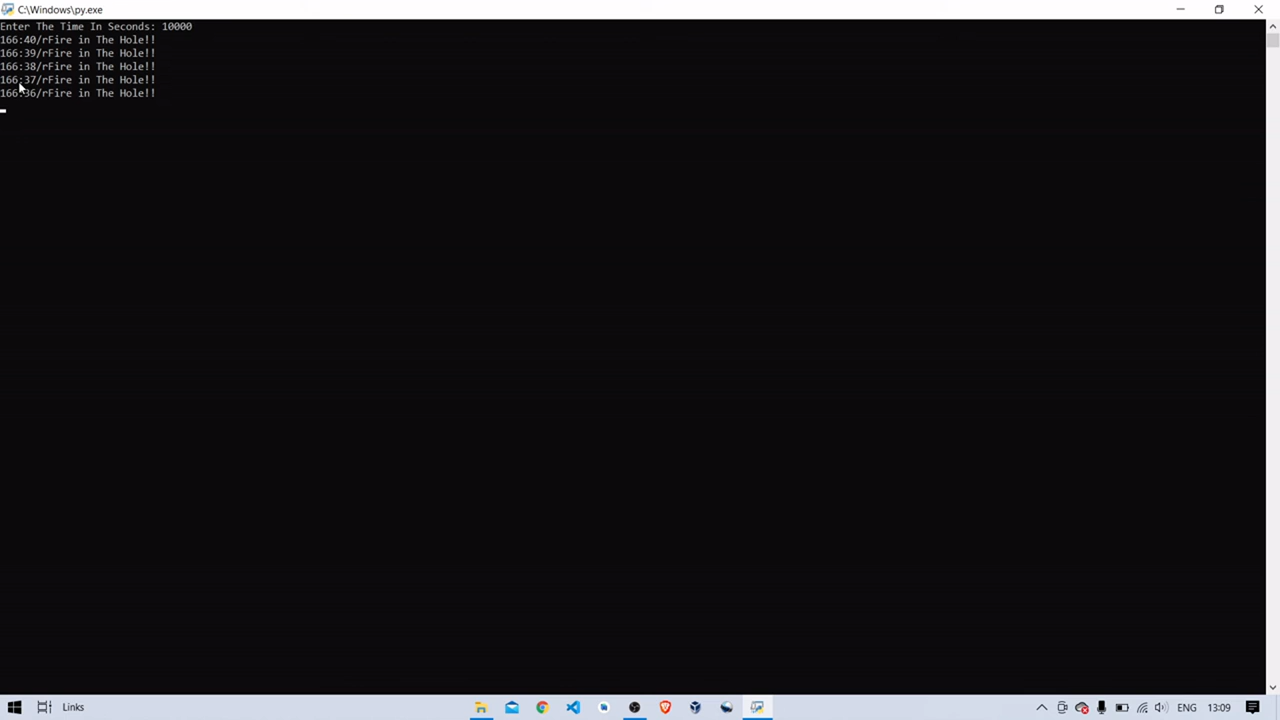 C:\Windows\py.exe
Enter The Time In Seconds: 10000
166:40/rFire in The Hole!!
166:39/rFire in The Hole!!
166:38/rFire in The Hole!!
166:37/rFire in The Hole!!
166:36/rFire in The Hole!!
Links
ENG
13:09